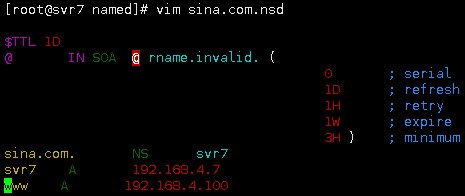 [root@svr7 named]# vim sina.com.nsd
$TTL 1D
@ IN SOA @ rname.invalid. (
0 ; serial
1D ; refresh
1H ; retry
1W ; expire
3H ) ; minimum
sina.com. NS svr7
svr7 A 192.168.4.7
www A 192.168.4.100